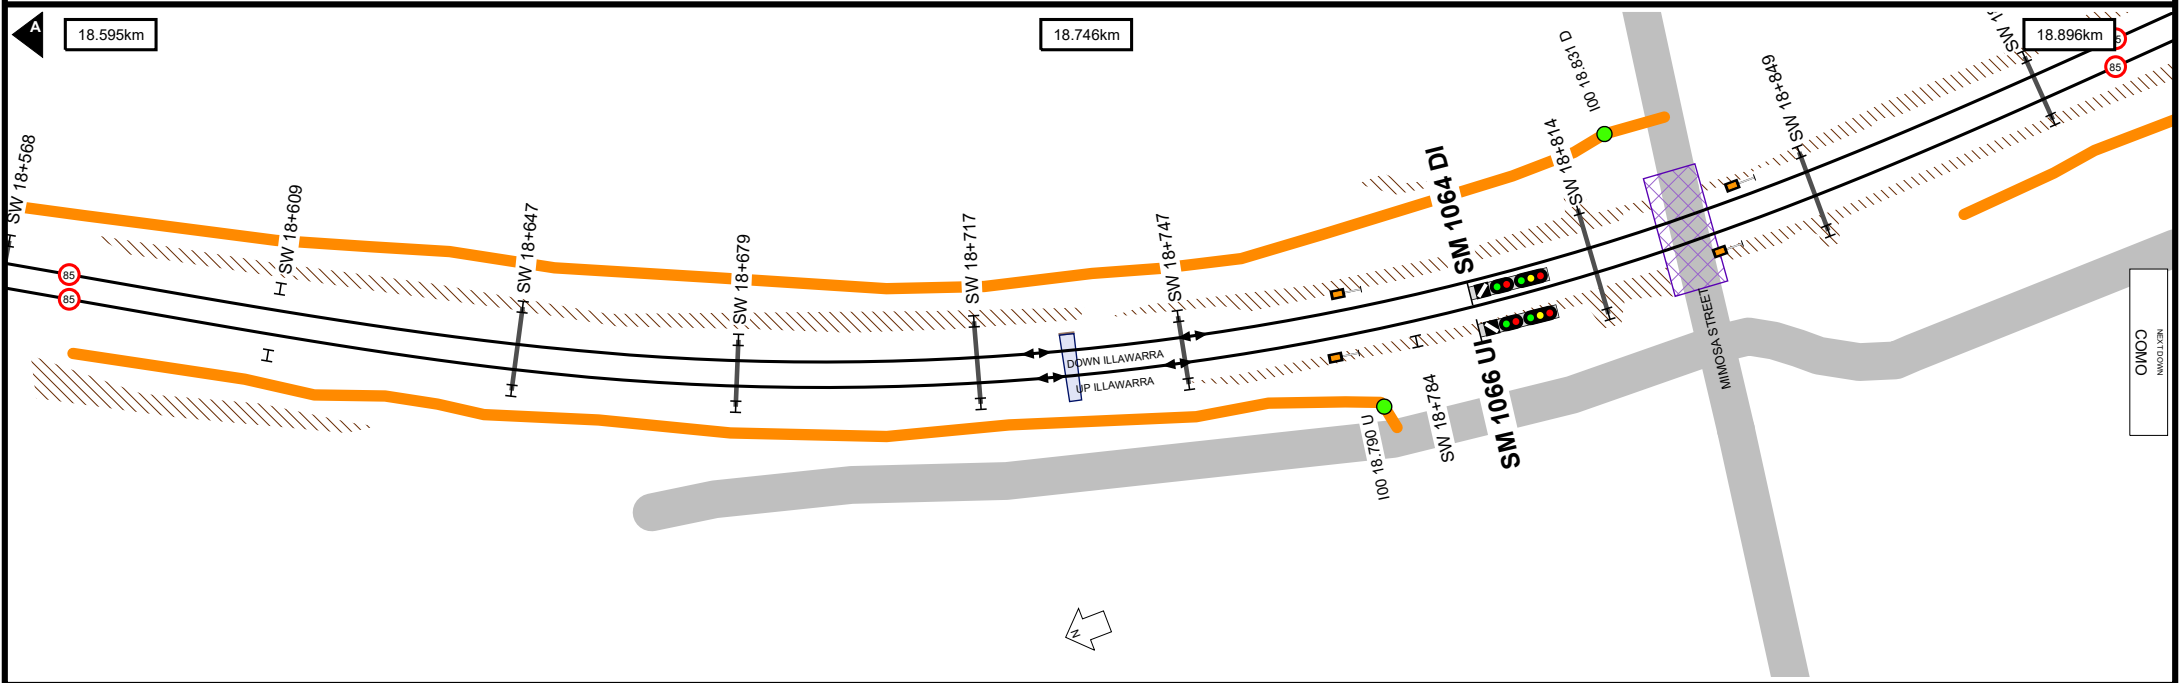 A
18.595km
18.746km
18.896km
SW 18+568
SW 18+609
SW 18+647
SW 18+679
SW 18+717
SW 18+747
SM 1064 DI
SW 18+814
I00 18.831 D
SW 18+849
85
85
85
DOWN ILLAWARRA
UP ILLAWARRA
I00 18.790 U
SW 18+784
SM 1066 UI
MIMOSA STREET
NEXT DOWN
COMO
N